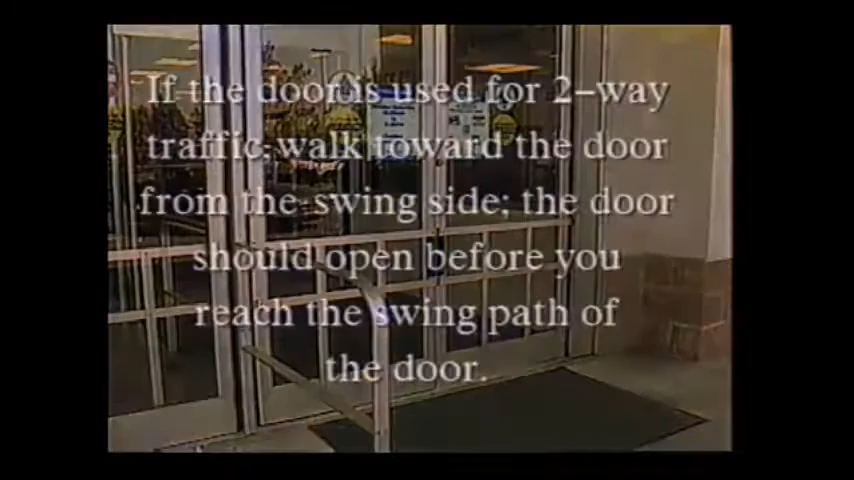 If the door is used for 2-way
traffic, walk toward the door
from the swing side; the door
should open before you
reach the swing path of
the door.